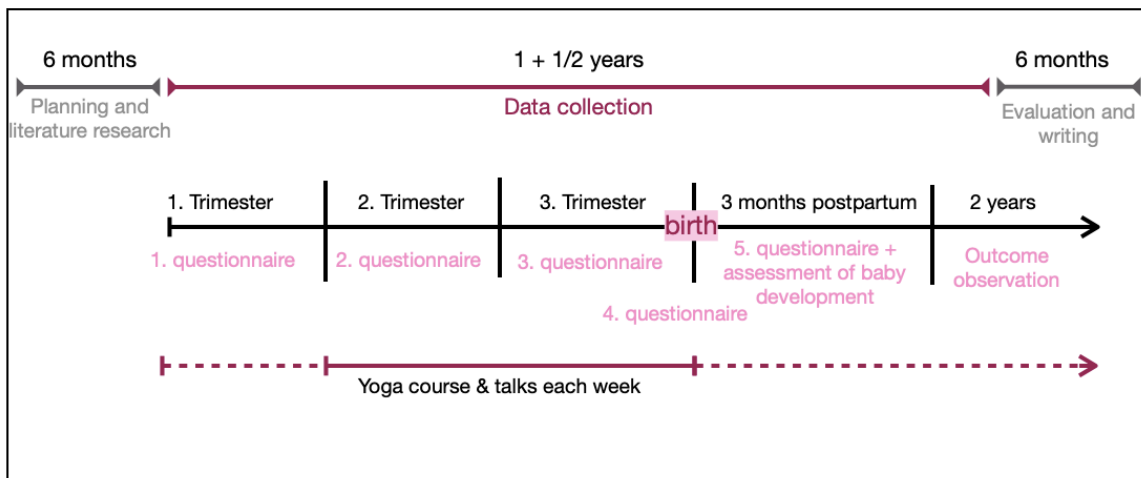 6 months
1 + 1/2 years
6 months
Planning and
literature research
Data collection
Evaluation and
writing
1. Trimester
2. Trimester
3. Trimester
3 months postpartum
2 years
birth
1. questionnaire
2. questionnaire
3. questionnaire
5. questionnaire +
assessment of baby
development
Outcome
observation
4. questionnaire
Yoga course & talks each week